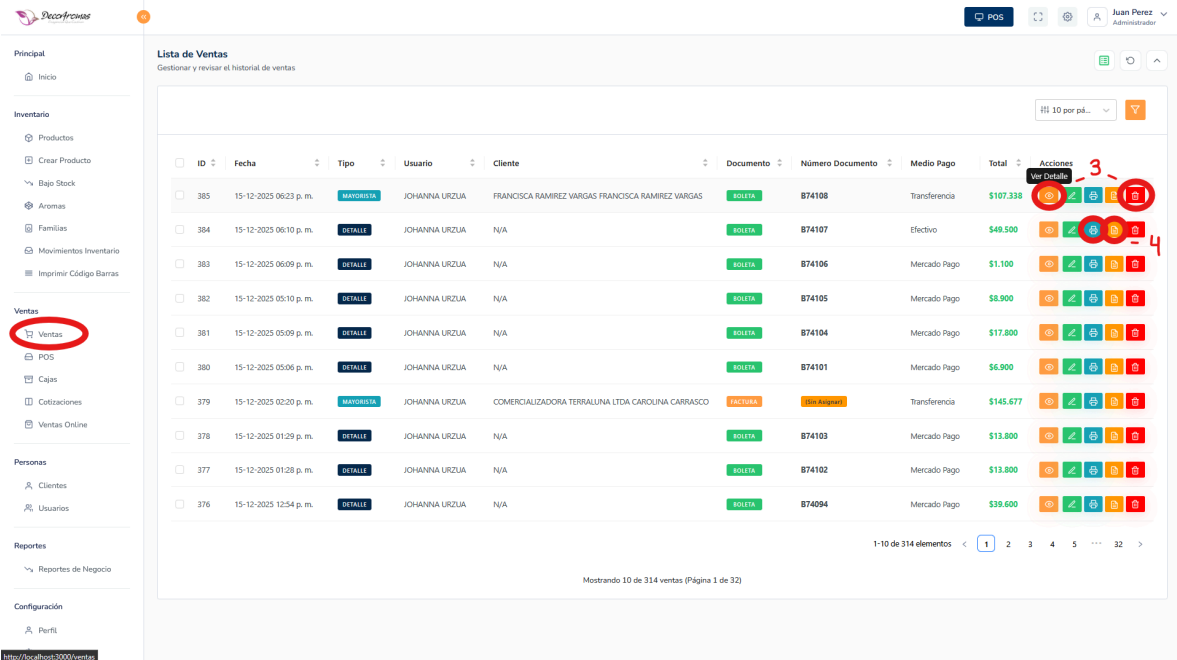 DecorAromas
«
POS
Juan Perez
Administrador
Principal
Inicio
Inventario
Productos
Crear Producto
Bajo Stock
Aromas
Familias
Movimientos Inventario
Imprimir Código Barras
Ventas
Ventas
POS
Cajas
Cotizaciones
Ventas Online
Personas
Clientes
Usuarios
Reportes
Reportes de Negocio
Configuración
Perfil
http://localhost:3000/ventas
Lista de Ventas
Gestionar y revisar el historial de ventas
10 por pá...
ID Fecha Tipo Usuario Cliente Documento Número Documento Medio Pago Total Acciones
3
Ver Detalle
385 15-12-2025 06:23 p. m. MAYORISTA JOHANNA URZUA FRANCISCA RAMIREZ VARGAS FRANCISCA RAMIREZ VARGAS BOLETA B74108 Transferencia $107.338
384 15-12-2025 06:10 p. m. DETALLE JOHANNA URZUA N/A BOLETA B74107 Efectivo $49.500
4
383 15-12-2025 06:09 p. m. DETALLE JOHANNA URZUA N/A BOLETA B74106 Mercado Pago $1.100
382 15-12-2025 05:10 p. m. DETALLE JOHANNA URZUA N/A BOLETA B74105 Mercado Pago $8.900
381 15-12-2025 05:09 p. m. DETALLE JOHANNA URZUA N/A BOLETA B74104 Mercado Pago $17.800
380 15-12-2025 05:06 p. m. DETALLE JOHANNA URZUA N/A BOLETA B74101 Mercado Pago $6.900
379 15-12-2025 02:20 p. m. MAYORISTA JOHANNA URZUA COMERCIALIZADORA TERRALUNA LTDA CAROLINA CARRASCO FACTURA (Sin Asignar) Transferencia $145.677
378 15-12-2025 01:29 p. m. DETALLE JOHANNA URZUA N/A BOLETA B74103 Mercado Pago $13.800
377 15-12-2025 01:28 p. m. DETALLE JOHANNA URZUA N/A BOLETA B74102 Mercado Pago $13.800
376 15-12-2025 12:54 p. m. DETALLE JOHANNA URZUA N/A BOLETA B74094 Mercado Pago $39.600
1-10 de 314 elementos < 1 2 3 4 5 ··· 32 >
Mostrando 10 de 314 ventas (Página 1 de 32)